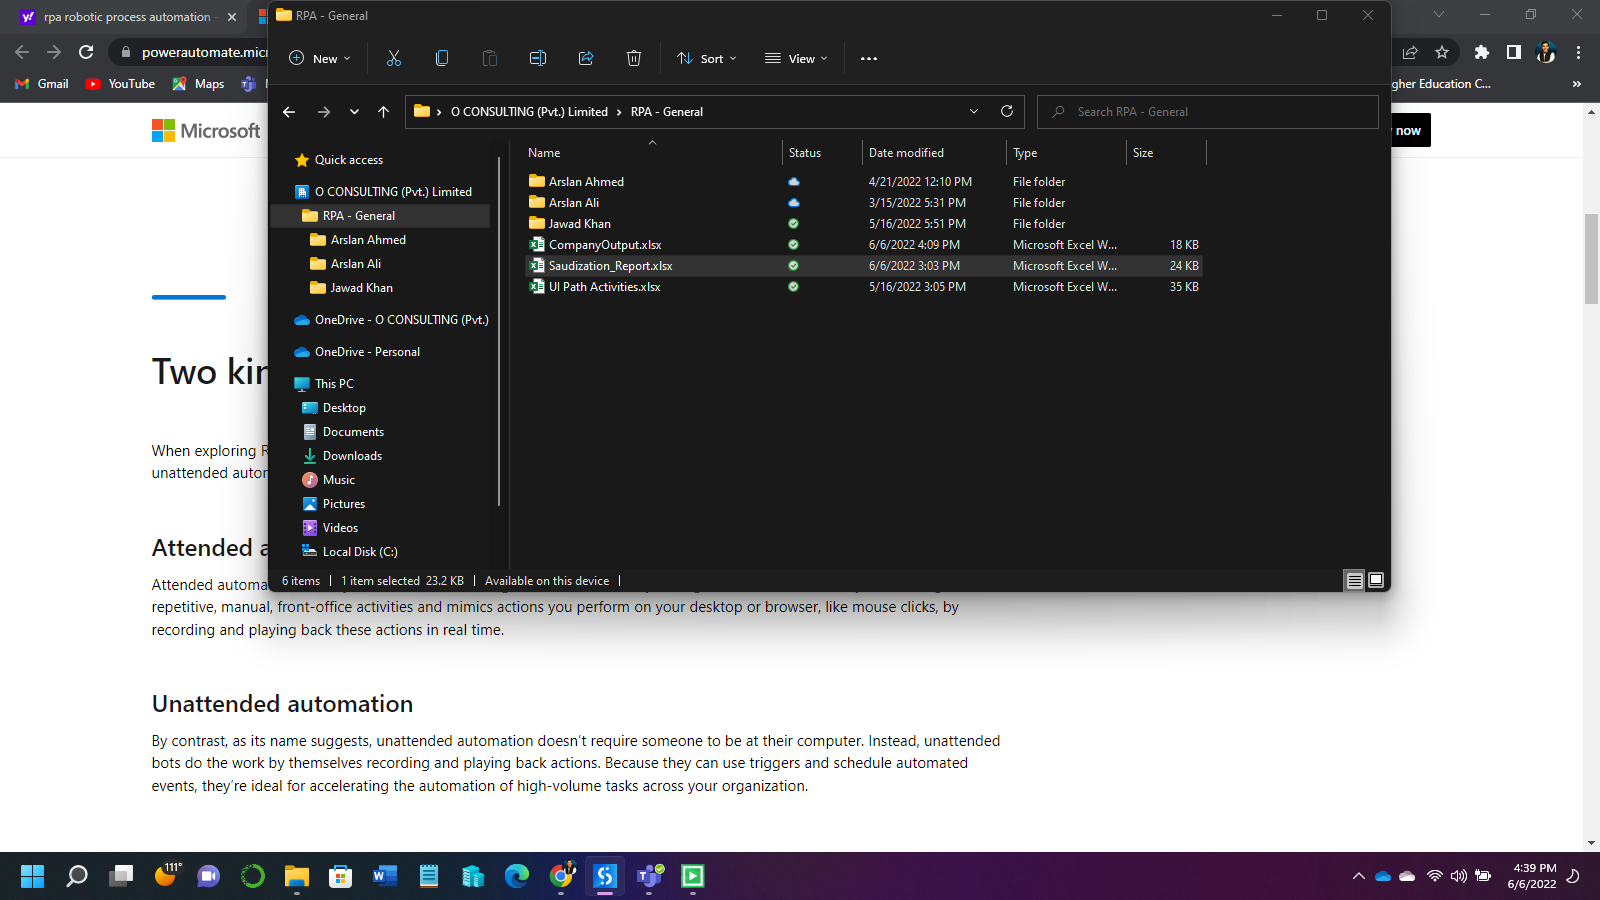 rpa robotic process automation
RPA - General
powerautomate.mic
Gmail
YouTube
Maps
gher Education C...
»
New
Sort
View
O CONSULTING (Pvt.) Limited > RPA - General
Search RPA - General
Microsoft
now
Quick access
O CONSULTING (Pvt.) Limited
RPA - General
Arslan Ahmed
Arslan Ali
Jawad Khan
OneDrive - O CONSULTING (Pvt.)
OneDrive - Personal
This PC
Desktop
Documents
Downloads
Music
Pictures
Videos
Local Disk (C:)
Name Status Date modified Type Size
Arslan Ahmed 4/21/2022 12:10 PM File folder
Arslan Ali 3/15/2022 5:31 PM File folder
Jawad Khan 5/16/2022 5:51 PM File folder
CompanyOutput.xlsx 6/6/2022 4:09 PM Microsoft Excel W... 18 KB
Saudization_Report.xlsx 6/6/2022 3:03 PM Microsoft Excel W... 24 KB
UI Path Activities.xlsx 5/16/2022 3:05 PM Microsoft Excel W... 35 KB
6 items 1 item selected 23.2 KB Available on this device
Two kin
When exploring R
unattended autor
Attended a
Attended automa
repetitive, manual, front-office activities and mimics actions you perform on your desktop or browser, like mouse clicks, by
recording and playing back these actions in real time.
Unattended automation
By contrast, as its name suggests, unattended automation doesn't require someone to be at their computer. Instead, unattended
bots do the work by themselves recording and playing back actions. Because they can use triggers and schedule automated
events, they're ideal for accelerating the automation of high-volume tasks across your organization.
111°
4:39 PM
6/6/2022